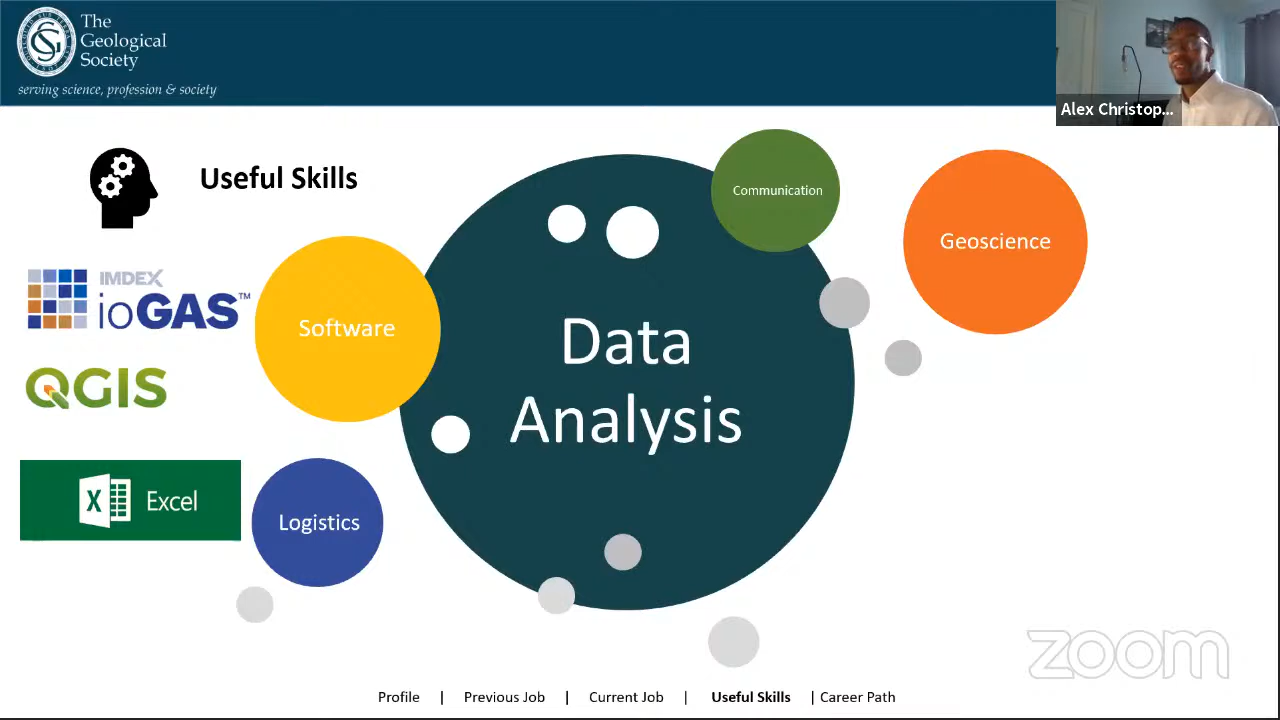 The
Geological
Society
serving science, profession & society
Alex Christop...
Useful Skills
Communication
Geoscience
IMDEX
ioGAS™
Software
QGIS
Data
Analysis
Excel
Logistics
zoom
Profile | Previous Job | Current Job | Useful Skills | Career Path